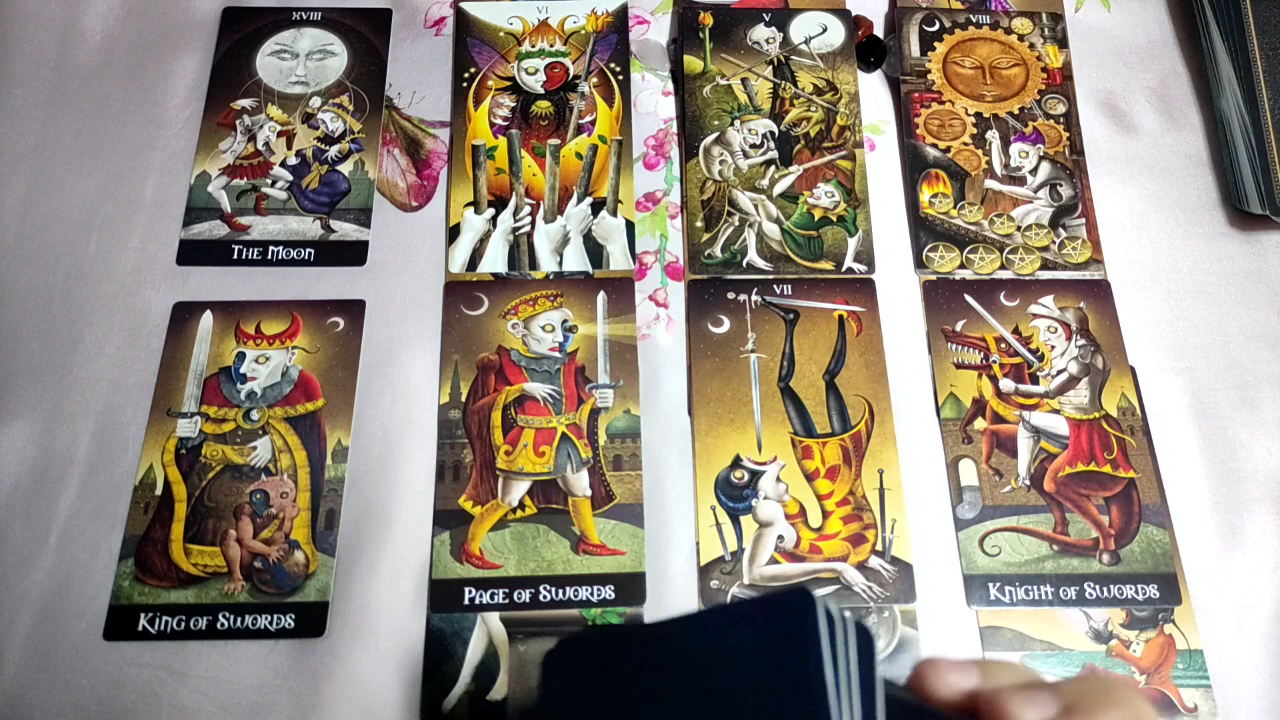 XVIII
THE MOON
VI
V
VIII
KING OF SWORDS
PAGE OF SWORDS
VII
KNIGHT OF SWORDS